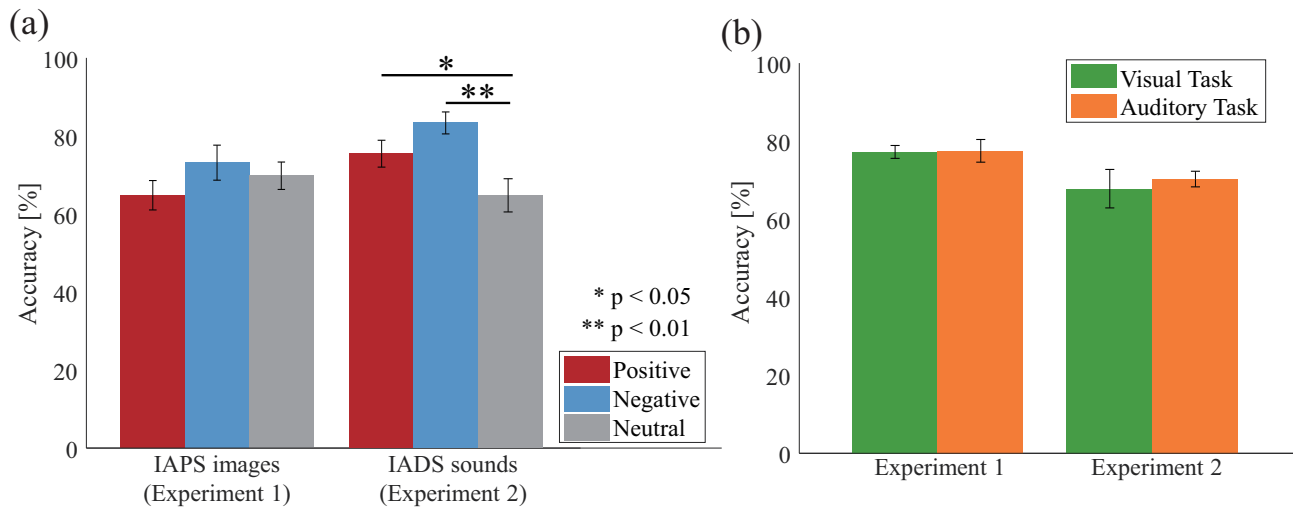 (a)
100
80
60
40
20
0
Accuracy [%]
*
**
* p < 0.05
** p < 0.01
Positive
Negative
Neutral
IAPS images
(Experiment 1)
IADS sounds
(Experiment 2)
(b)
100
80
60
40
20
0
Accuracy [%]
Visual Task
Auditory Task
Experiment 1
Experiment 2